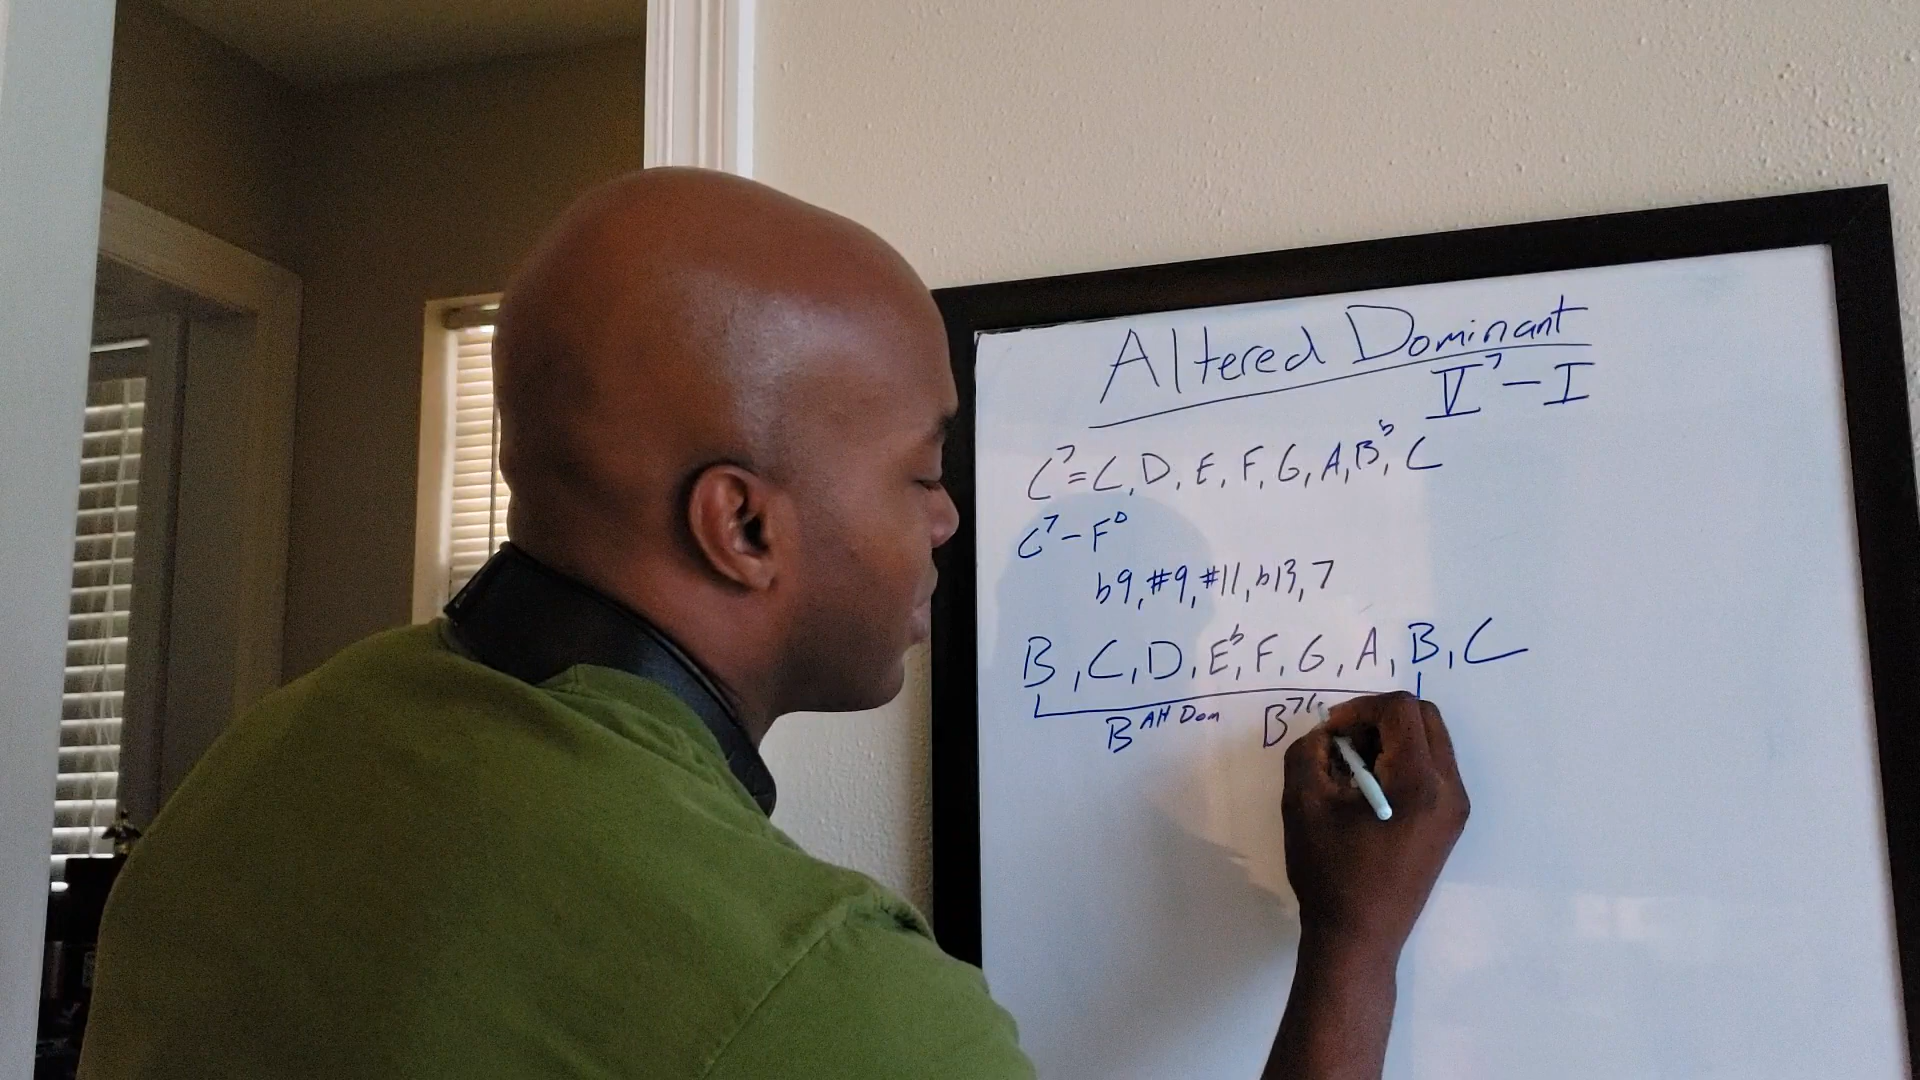 Altered Dominant
V⁷ – I
C⁷ = C, D, E, F, G, A, Bᵇ, C
C⁷ – F^Δ
b9, #9, #11, b13, 7
B, C, D, Eᵇ, F, G, A, B, C
B^Alt Dom B⁷⁽